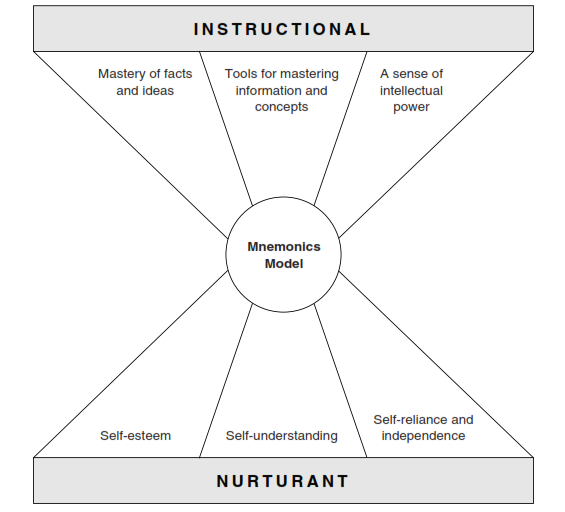 INSTRUCTIONAL
Mastery of facts
and ideas
Tools for mastering
information and
concepts
A sense of
intellectual
power
Mnemonics
Model
Self-esteem
Self-understanding
Self-reliance and
independence
NURTURANT